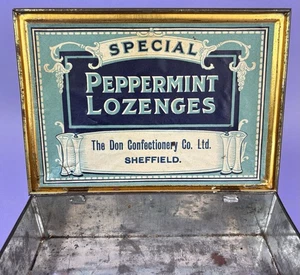 SPECIAL
PEPPERMINT
LOZENGES
The Don Confectionery Co. Ltd.
SHEFFIELD.